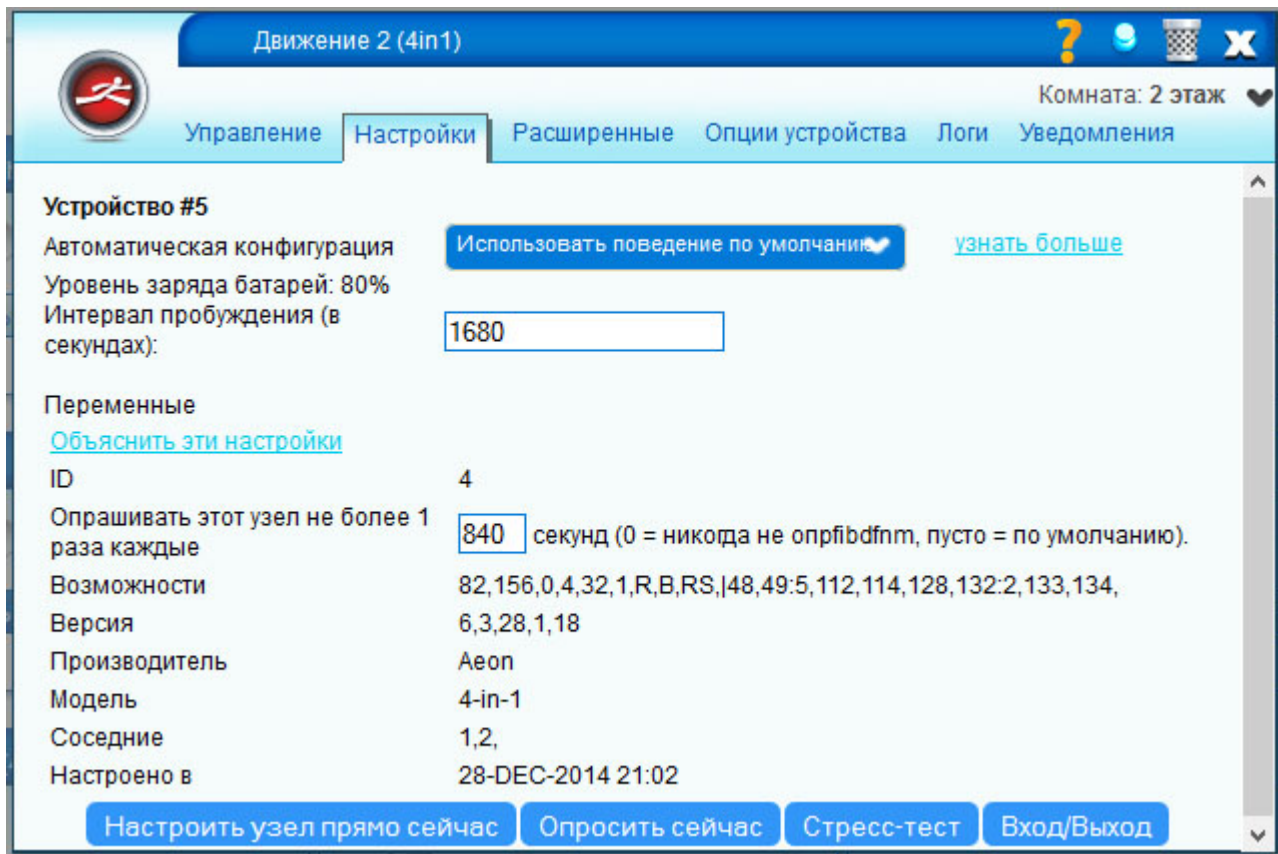 Движение 2 (4in1)
?
X
Комната: 2 этаж
Управление Настройки Расширенные Опции устройства Логи Уведомления
Устройство #5
Автоматическая конфигурация Использовать поведение по умолчанию узнать больше
Уровень заряда батарей: 80%
Интервал пробуждения (в
секундах):
1680
Переменные
Объяснить эти настройки
ID 4
Опрашивать этот узел не более 1
раза каждые
840 секунд (0 = никогда не опрfibdfnm, пусто = по умолчанию).
Возможности 82,156,0,4,32,1,R,B,RS,|48,49:5,112,114,128,132:2,133,134,
Версия 6,3,28,1,18
Производитель Aeon
Модель 4-in-1
Соседние 1,2,
Настроено в 28-DEC-2014 21:02
Настроить узел прямо сейчас Опросить сейчас Стресс-тест Вход/Выход